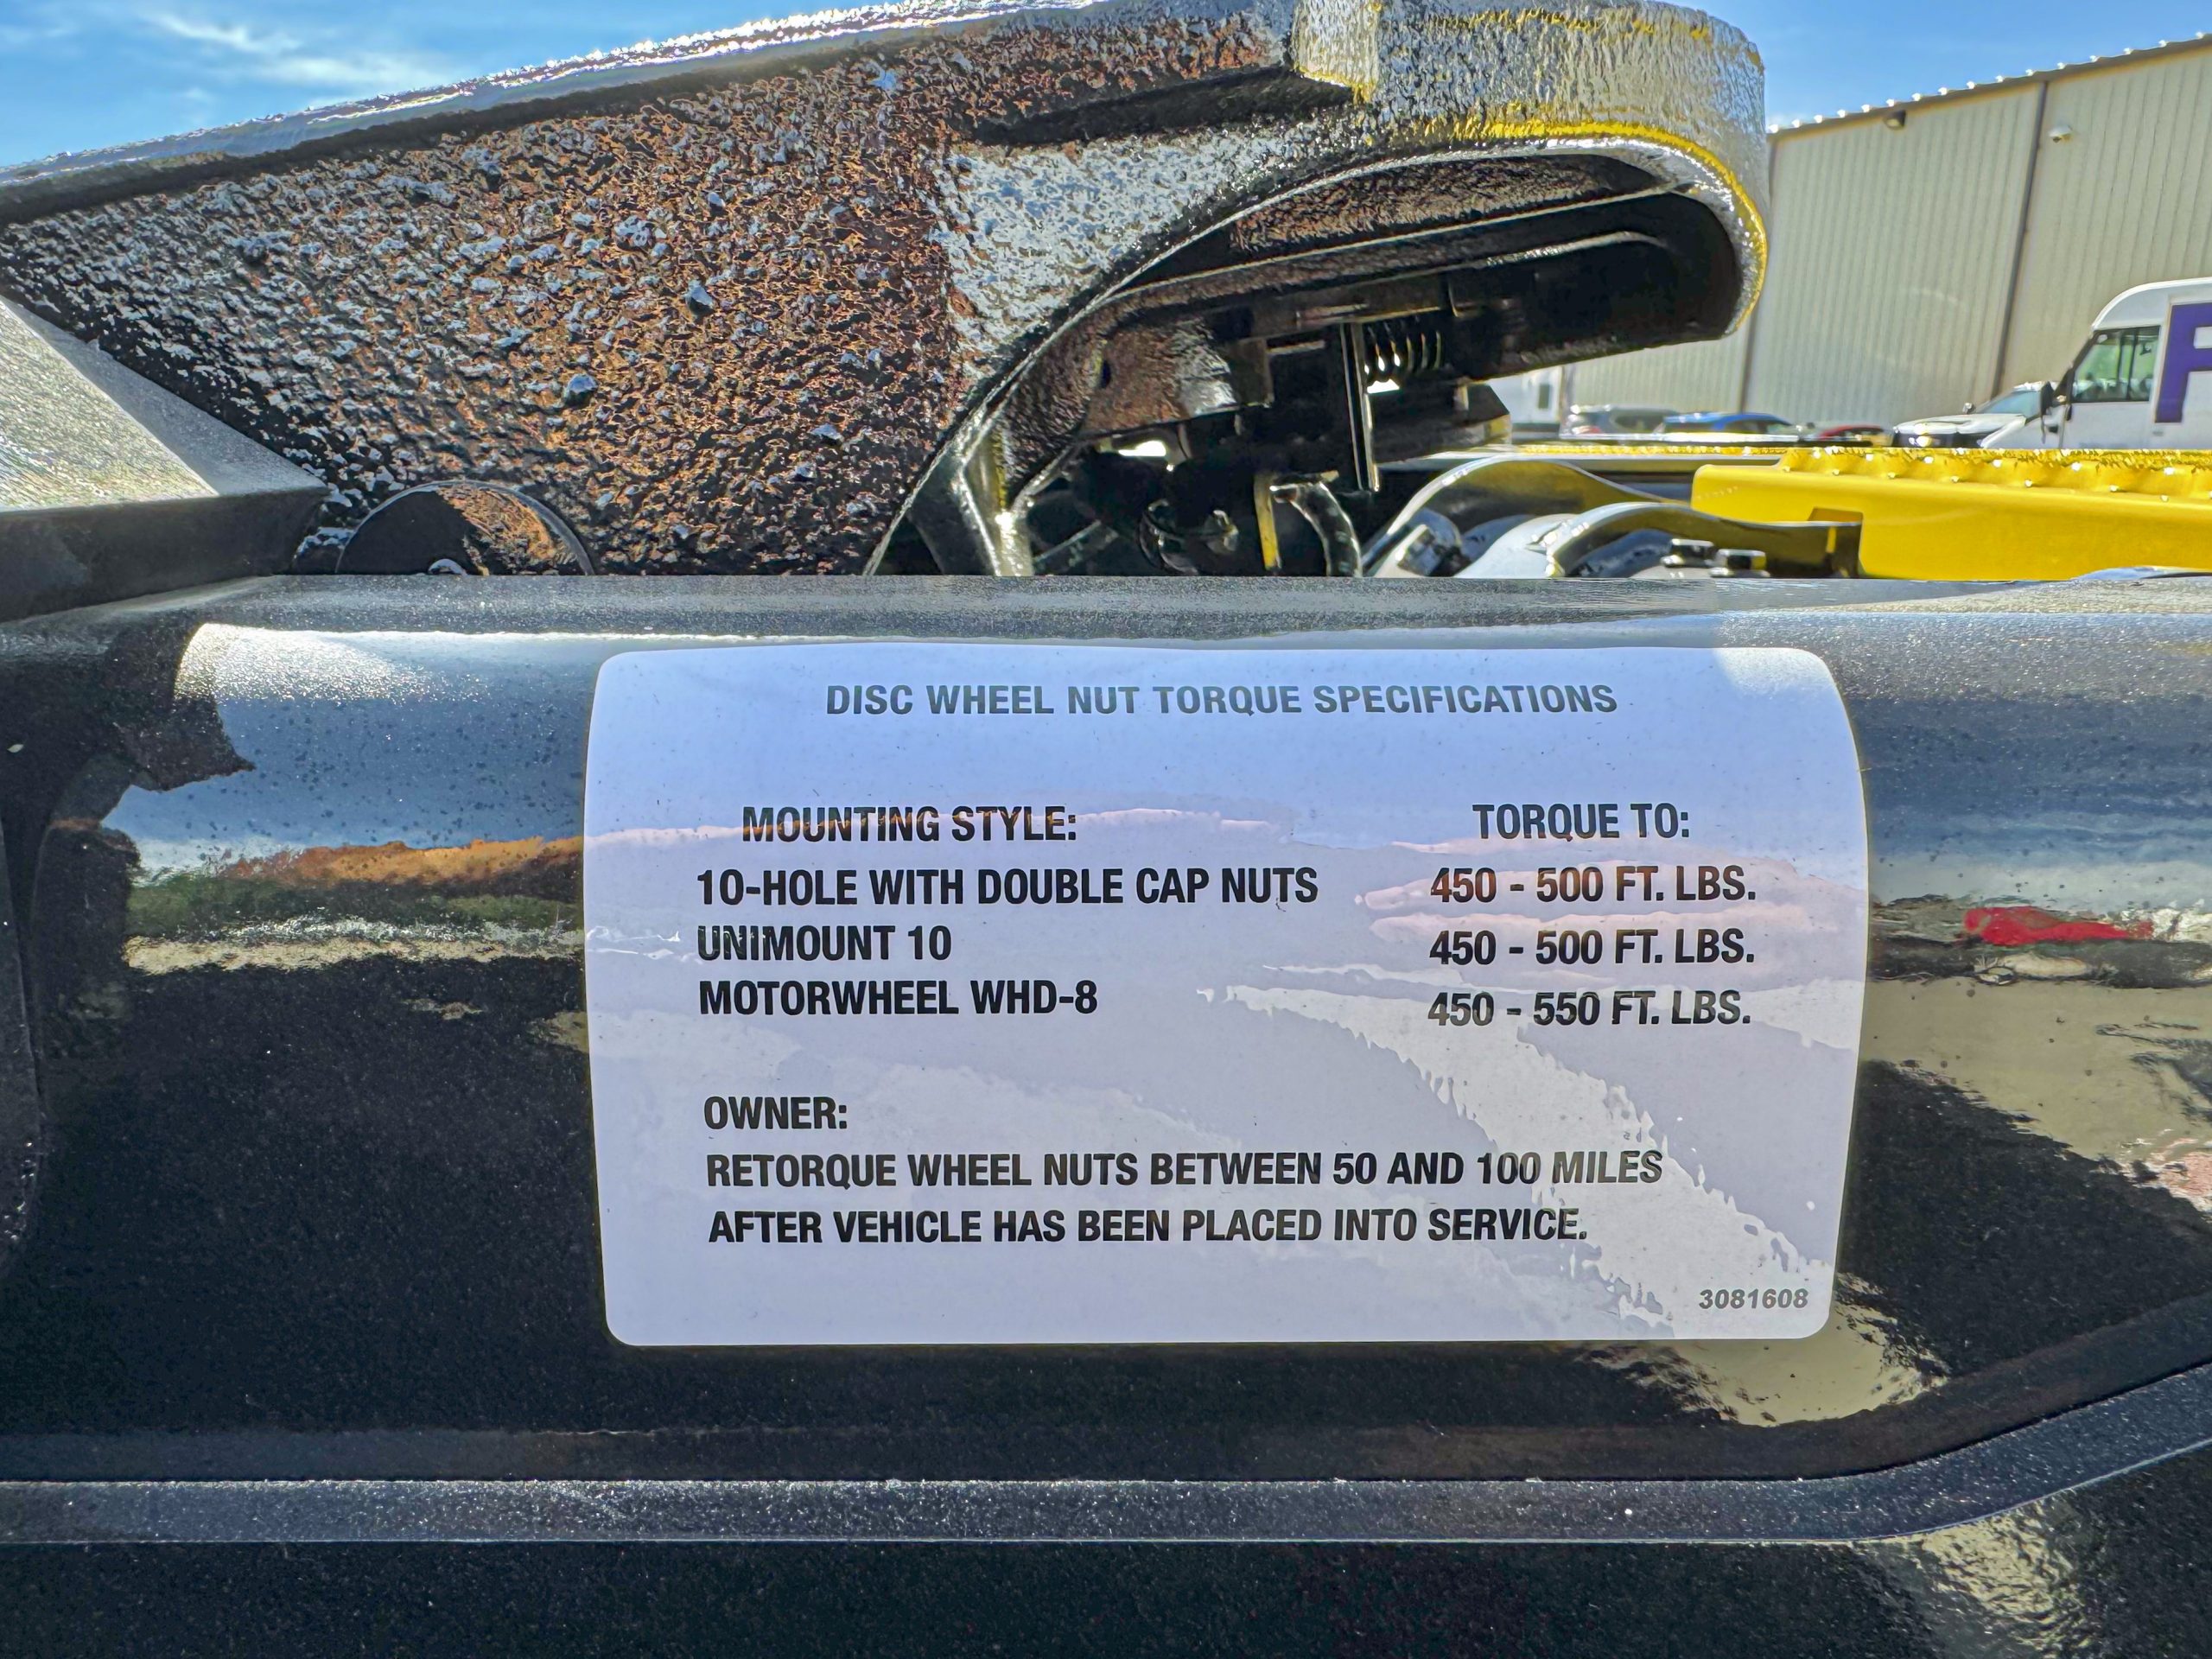 DISC WHEEL NUT TORQUE SPECIFICATIONS
MOUNTING STYLE: TORQUE TO:
10-HOLE WITH DOUBLE CAP NUTS 450 - 500 FT. LBS.
UNIMOUNT 10 450 - 500 FT. LBS.
MOTORWHEEL WHD-8 450 - 550 FT. LBS.
OWNER:
RETORQUE WHEEL NUTS BETWEEN 50 AND 100 MILES
AFTER VEHICLE HAS BEEN PLACED INTO SERVICE.
3081608
F